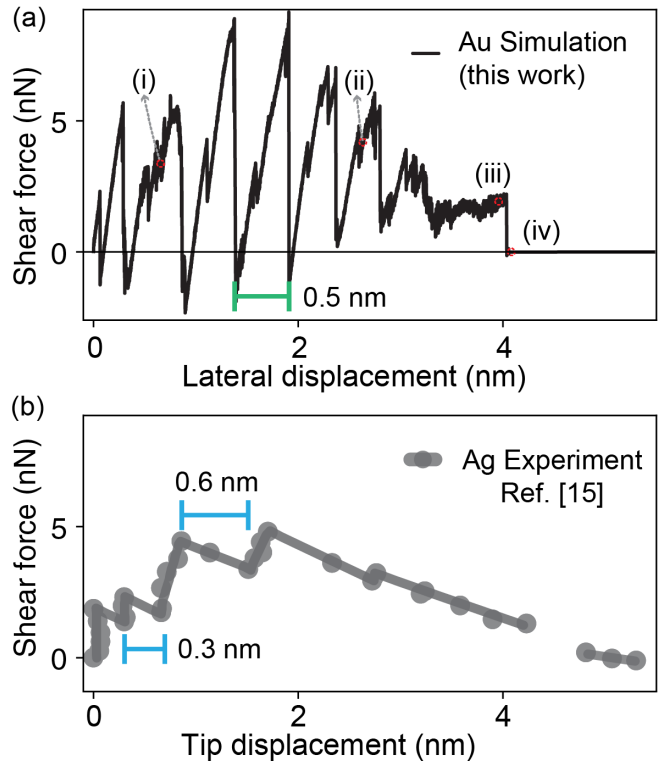 (a)
Shear force (nN)
5
0
(i)
(ii)
(iii)
(iv)
Au Simulation
(this work)
0.5 nm
0 2 4
Lateral displacement (nm)
(b)
Shear force (nN)
5
0
0.6 nm
0.3 nm
Ag Experiment
Ref. [15]
0 2 4
Tip displacement (nm)